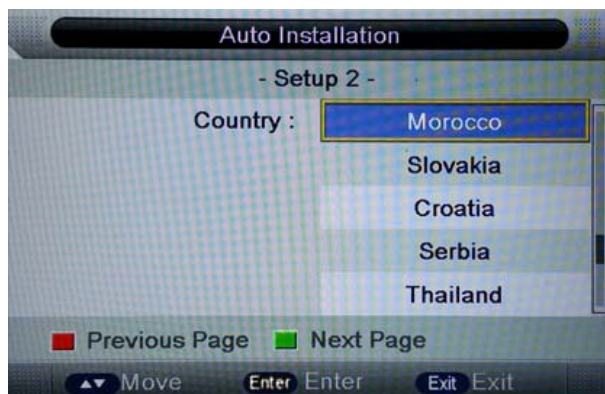 Auto Installation
- Setup 2 -
Country : Morocco
Slovakia
Croatia
Serbia
Thailand
Previous Page Next Page
Move Enter Enter Exit Exit